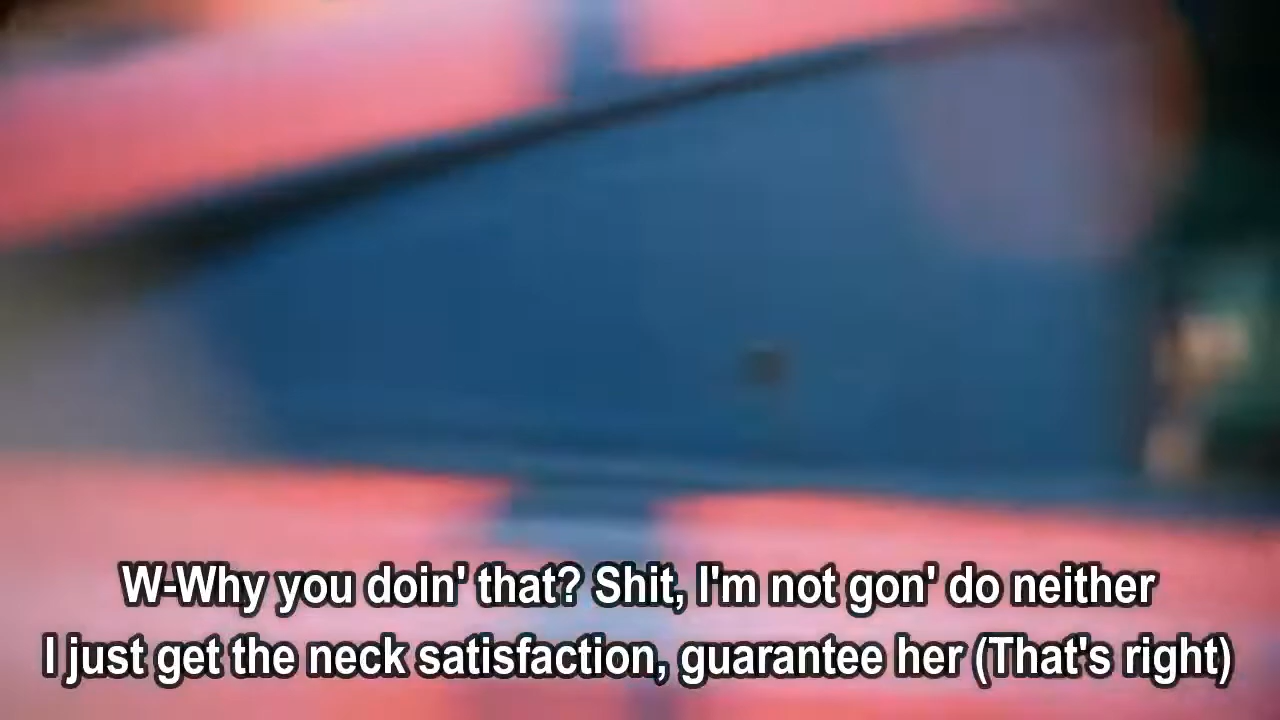 W-Why you doin' that? Shit, I'm not gon' do neither
I just get the neck satisfaction, guarantee her (That's right)